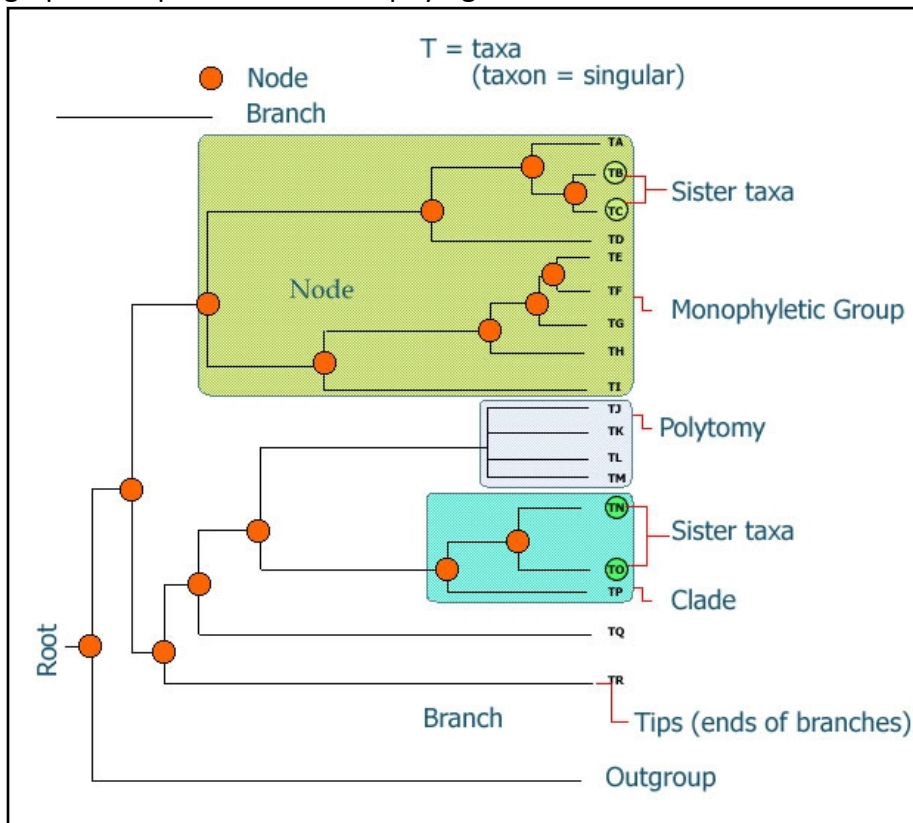 T = taxa
(taxon = singular)
Node
Branch
TA
TB
Sister taxa
TC
TD
TE
Node
TF
Monophyletic Group
TG
TH
TI
TJ
Polytomy
TK
TL
TM
TN
Sister taxa
TO
TP
Clade
TQ
Root
TR
Branch
Tips (ends of branches)
Outgroup